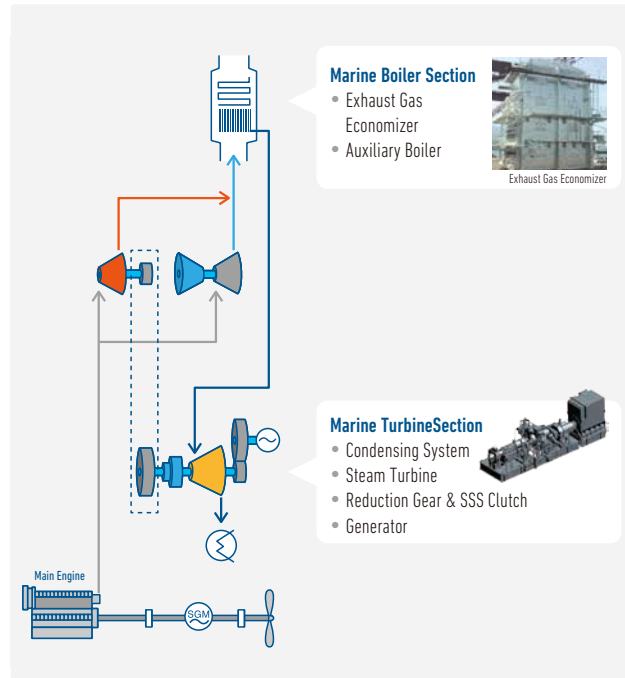 Marine Boiler Section
• Exhaust Gas
Economizer
• Auxiliary Boiler
Exhaust Gas Economizer
Marine TurbineSection
• Condensing System
• Steam Turbine
• Reduction Gear & SSS Clutch
• Generator
Main Engine
SGM